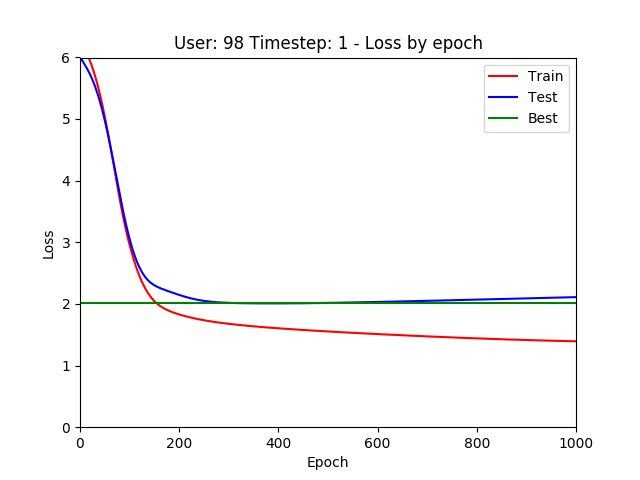 User: 98 Timestep: 1 - Loss by epoch
Train
Test
Best
Loss
6
5
4
3
2
1
0
0 200 400 600 800 1000
Epoch